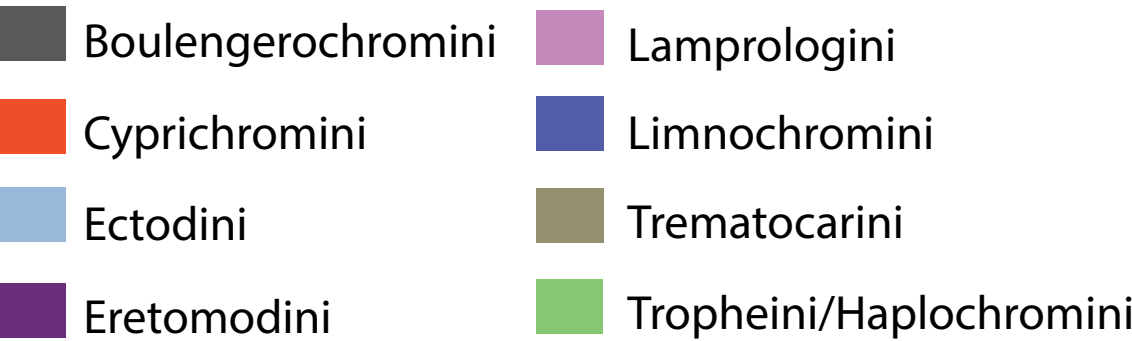 Boulengerochromini
Cyprichromini
Ectodini
Eretomodini
Lamprologini
Limnochromini
Trematocarini
Tropheini/Haplochromini